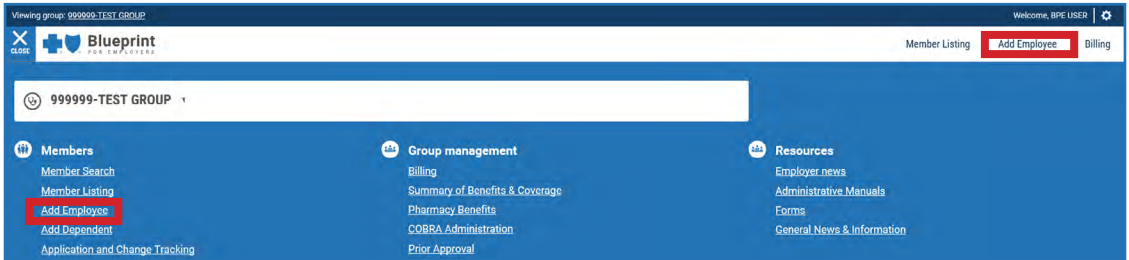 Viewing group: 999999-TEST GROUP
Welcome, BPE USER
CLOSE
Blueprint
FOR EMPLOYERS
Member Listing
Add Employee
Billing
999999-TEST GROUP
Members
Member Search
Member Listing
Add Employee
Add Dependent
Application and Change Tracking
Group management
Billing
Summary of Benefits & Coverage
Pharmacy Benefits
COBRA Administration
Prior Approval
Resources
Employer news
Administrative Manuals
Forms
General News & Information